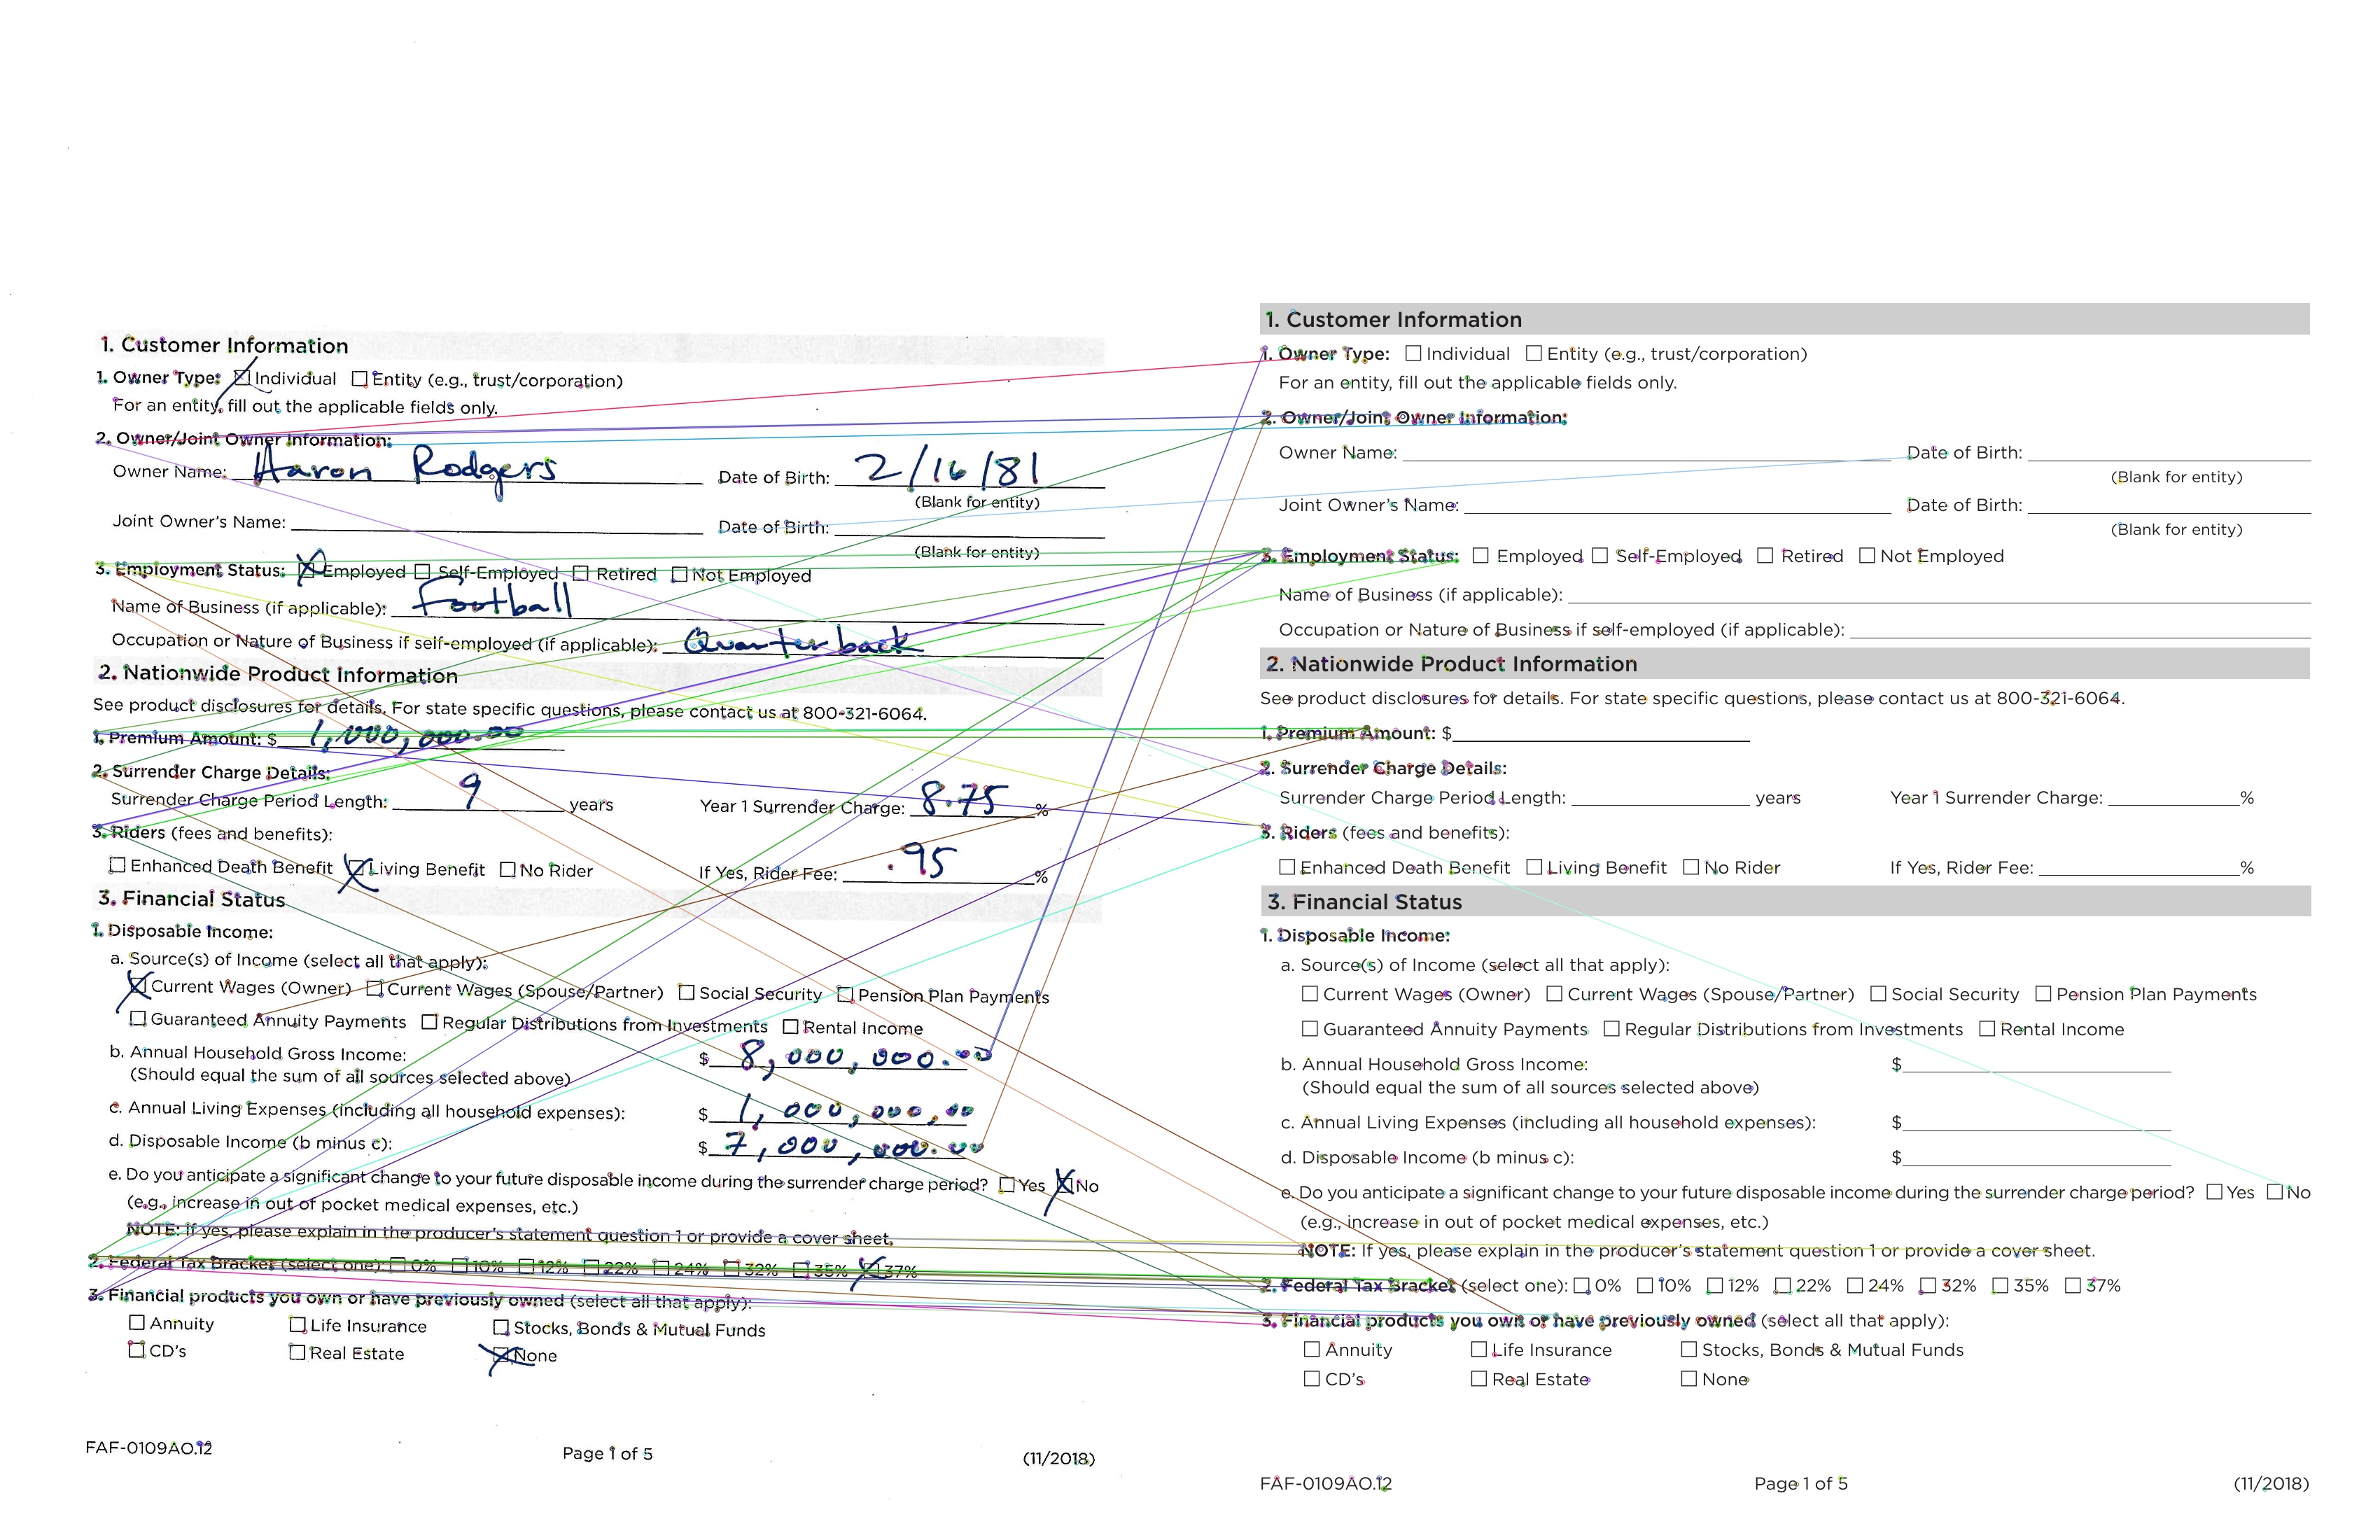 1. Customer Information
1. Owner Type: Individual Entity (e.g., trust/corporation)
For an entity, fill out the applicable fields only.
2. Owner/Joint Owner Information:
Owner Name: Aaron Rodgers Date of Birth: 2/16/81
(Blank for entity)
Joint Owner's Name: Date of Birth:
(Blank for entity)
3. Employment Status: Employed Self-Employed Retired Not Employed
Name of Business (if applicable): Football
Occupation or Nature of Business if self-employed (if applicable): Quarterback
2. Nationwide Product Information
See product disclosures for details. For state specific questions, please contact us at 800-321-6064.
1. Premium Amount: $ 1,000,000.00
2. Surrender Charge Details:
Surrender Charge Period Length: 9 years Year 1 Surrender Charge: 8.75 %
3. Riders (fees and benefits):
Enhanced Death Benefit Living Benefit No Rider If Yes, Rider Fee: .95 %
3. Financial Status
1. Disposable Income:
a. Source(s) of Income (select all that apply):
Current Wages (Owner) Current Wages (Spouse/Partner) Social Security Pension Plan Payments
Guaranteed Annuity Payments Regular Distributions from Investments Rental Income
b. Annual Household Gross Income: $ 8,000,000.00
(Should equal the sum of all sources selected above)
c. Annual Living Expenses (including all household expenses): $ 1,000,000.00
d. Disposable Income (b minus c): $ 7,000,000.00
e. Do you anticipate a significant change to your future disposable income during the surrender charge period? Yes No
(e.g., increase in out of pocket medical expenses, etc.)
NOTE: If yes, please explain in the producer's statement question 1 or provide a cover sheet.
2. Federal Tax Bracket (select one): 0% 10% 12% 22% 24% 32% 35% 37%
3. Financial products you own or have previously owned (select all that apply):
Annuity Life Insurance Stocks, Bonds & Mutual Funds
CD's Real Estate None
FAF-0109AO.12 Page 1 of 5 (11/2018)
1. Customer Information
1. Owner Type: Individual Entity (e.g., trust/corporation)
For an entity, fill out the applicable fields only.
2. Owner/Joint Owner Information:
Owner Name: Date of Birth:
(Blank for entity)
Joint Owner's Name: Date of Birth:
(Blank for entity)
3. Employment Status: Employed Self-Employed Retired Not Employed
Name of Business (if applicable):
Occupation or Nature of Business if self-employed (if applicable):
2. Nationwide Product Information
See product disclosures for details. For state specific questions, please contact us at 800-321-6064.
1. Premium Amount: $
2. Surrender Charge Details:
Surrender Charge Period Length: years Year 1 Surrender Charge: %
3. Riders (fees and benefits):
Enhanced Death Benefit Living Benefit No Rider If Yes, Rider Fee: %
3. Financial Status
1. Disposable Income:
a. Source(s) of Income (select all that apply):
Current Wages (Owner) Current Wages (Spouse/Partner) Social Security Pension Plan Payments
Guaranteed Annuity Payments Regular Distributions from Investments Rental Income
b. Annual Household Gross Income: $
(Should equal the sum of all sources selected above)
c. Annual Living Expenses (including all household expenses): $
d. Disposable Income (b minus c): $
e. Do you anticipate a significant change to your future disposable income during the surrender charge period? Yes No
(e.g., increase in out of pocket medical expenses, etc.)
NOTE: If yes, please explain in the producer's statement question 1 or provide a cover sheet.
2. Federal Tax Bracket (select one): 0% 10% 12% 22% 24% 32% 35% 37%
3. Financial products you own or have previously owned (select all that apply):
Annuity Life Insurance Stocks, Bonds & Mutual Funds
CD's Real Estate None
FAF-0109AO.12 Page 1 of 5 (11/2018)